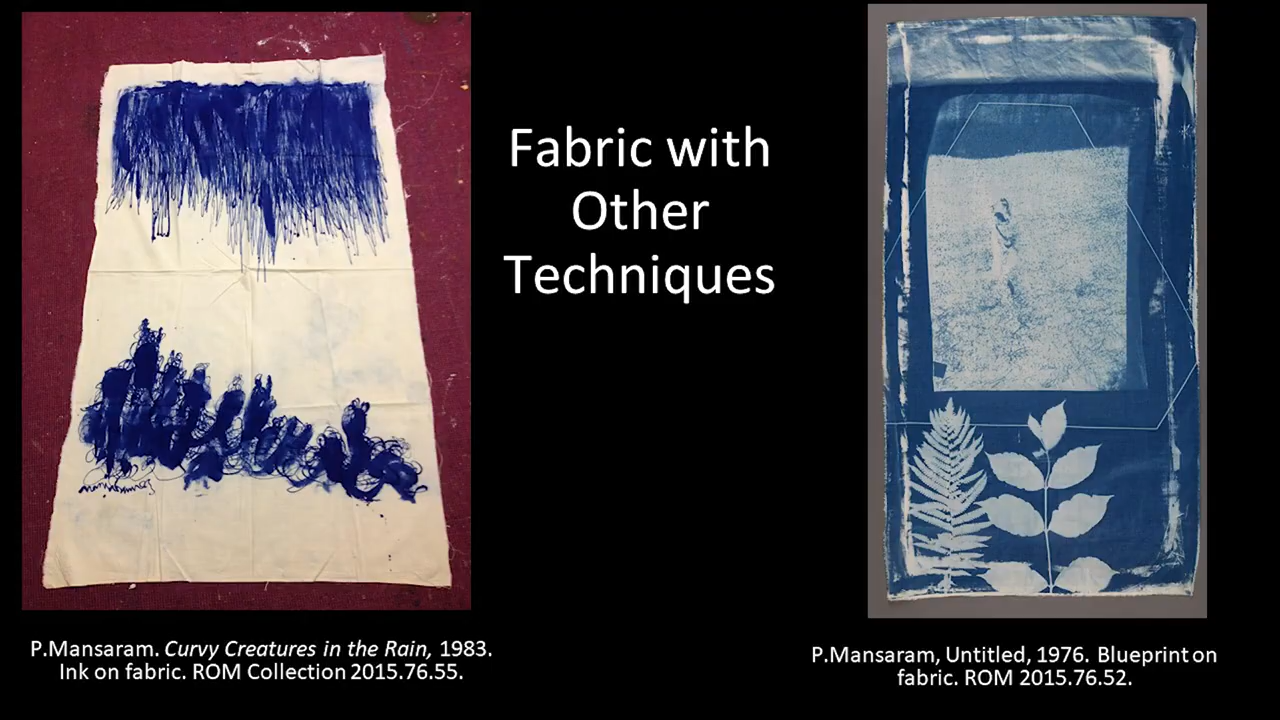 Fabric with
Other
Techniques
P.Mansaram. Curvy Creatures in the Rain, 1983.
Ink on fabric. ROM Collection 2015.76.55.
P.Mansaram, Untitled, 1976. Blueprint on
fabric. ROM 2015.76.52.